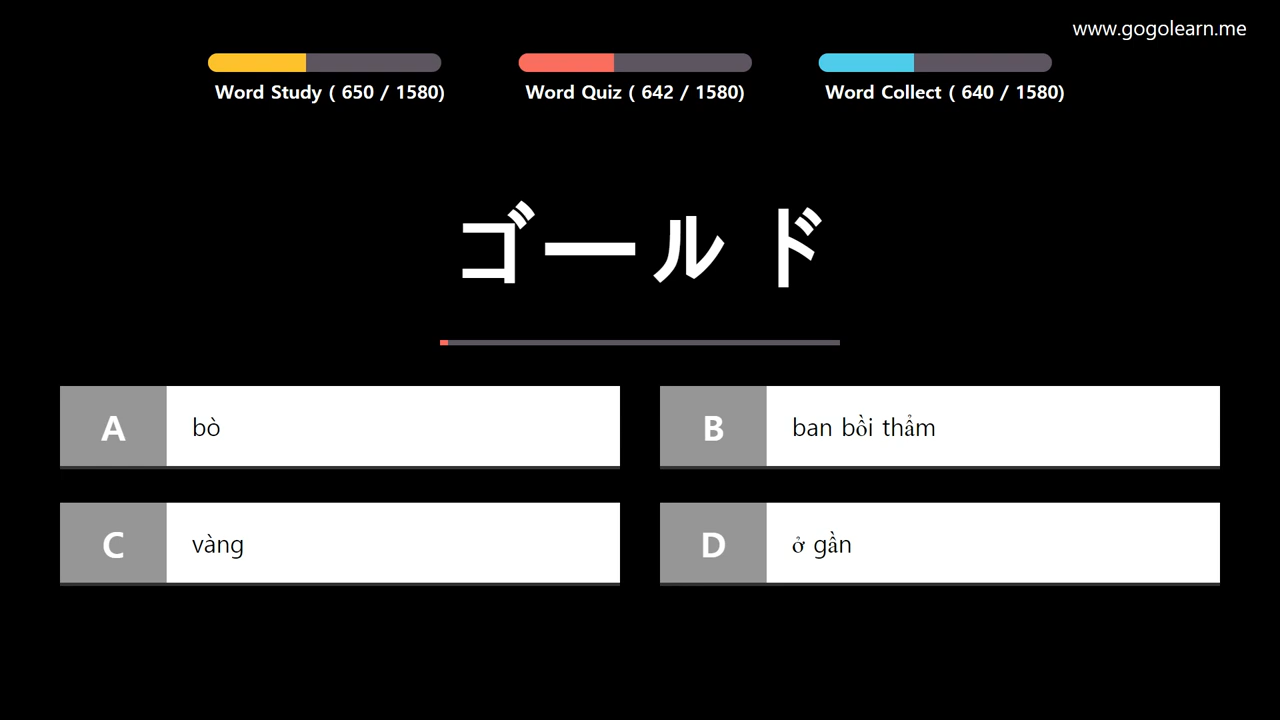 www.gogolearn.me
Word Study ( 650 / 1580)
Word Quiz ( 642 / 1580)
Word Collect ( 640 / 1580)
ゴールド
A
bò
B
ban bồi thẩm
C
vàng
D
ở gần